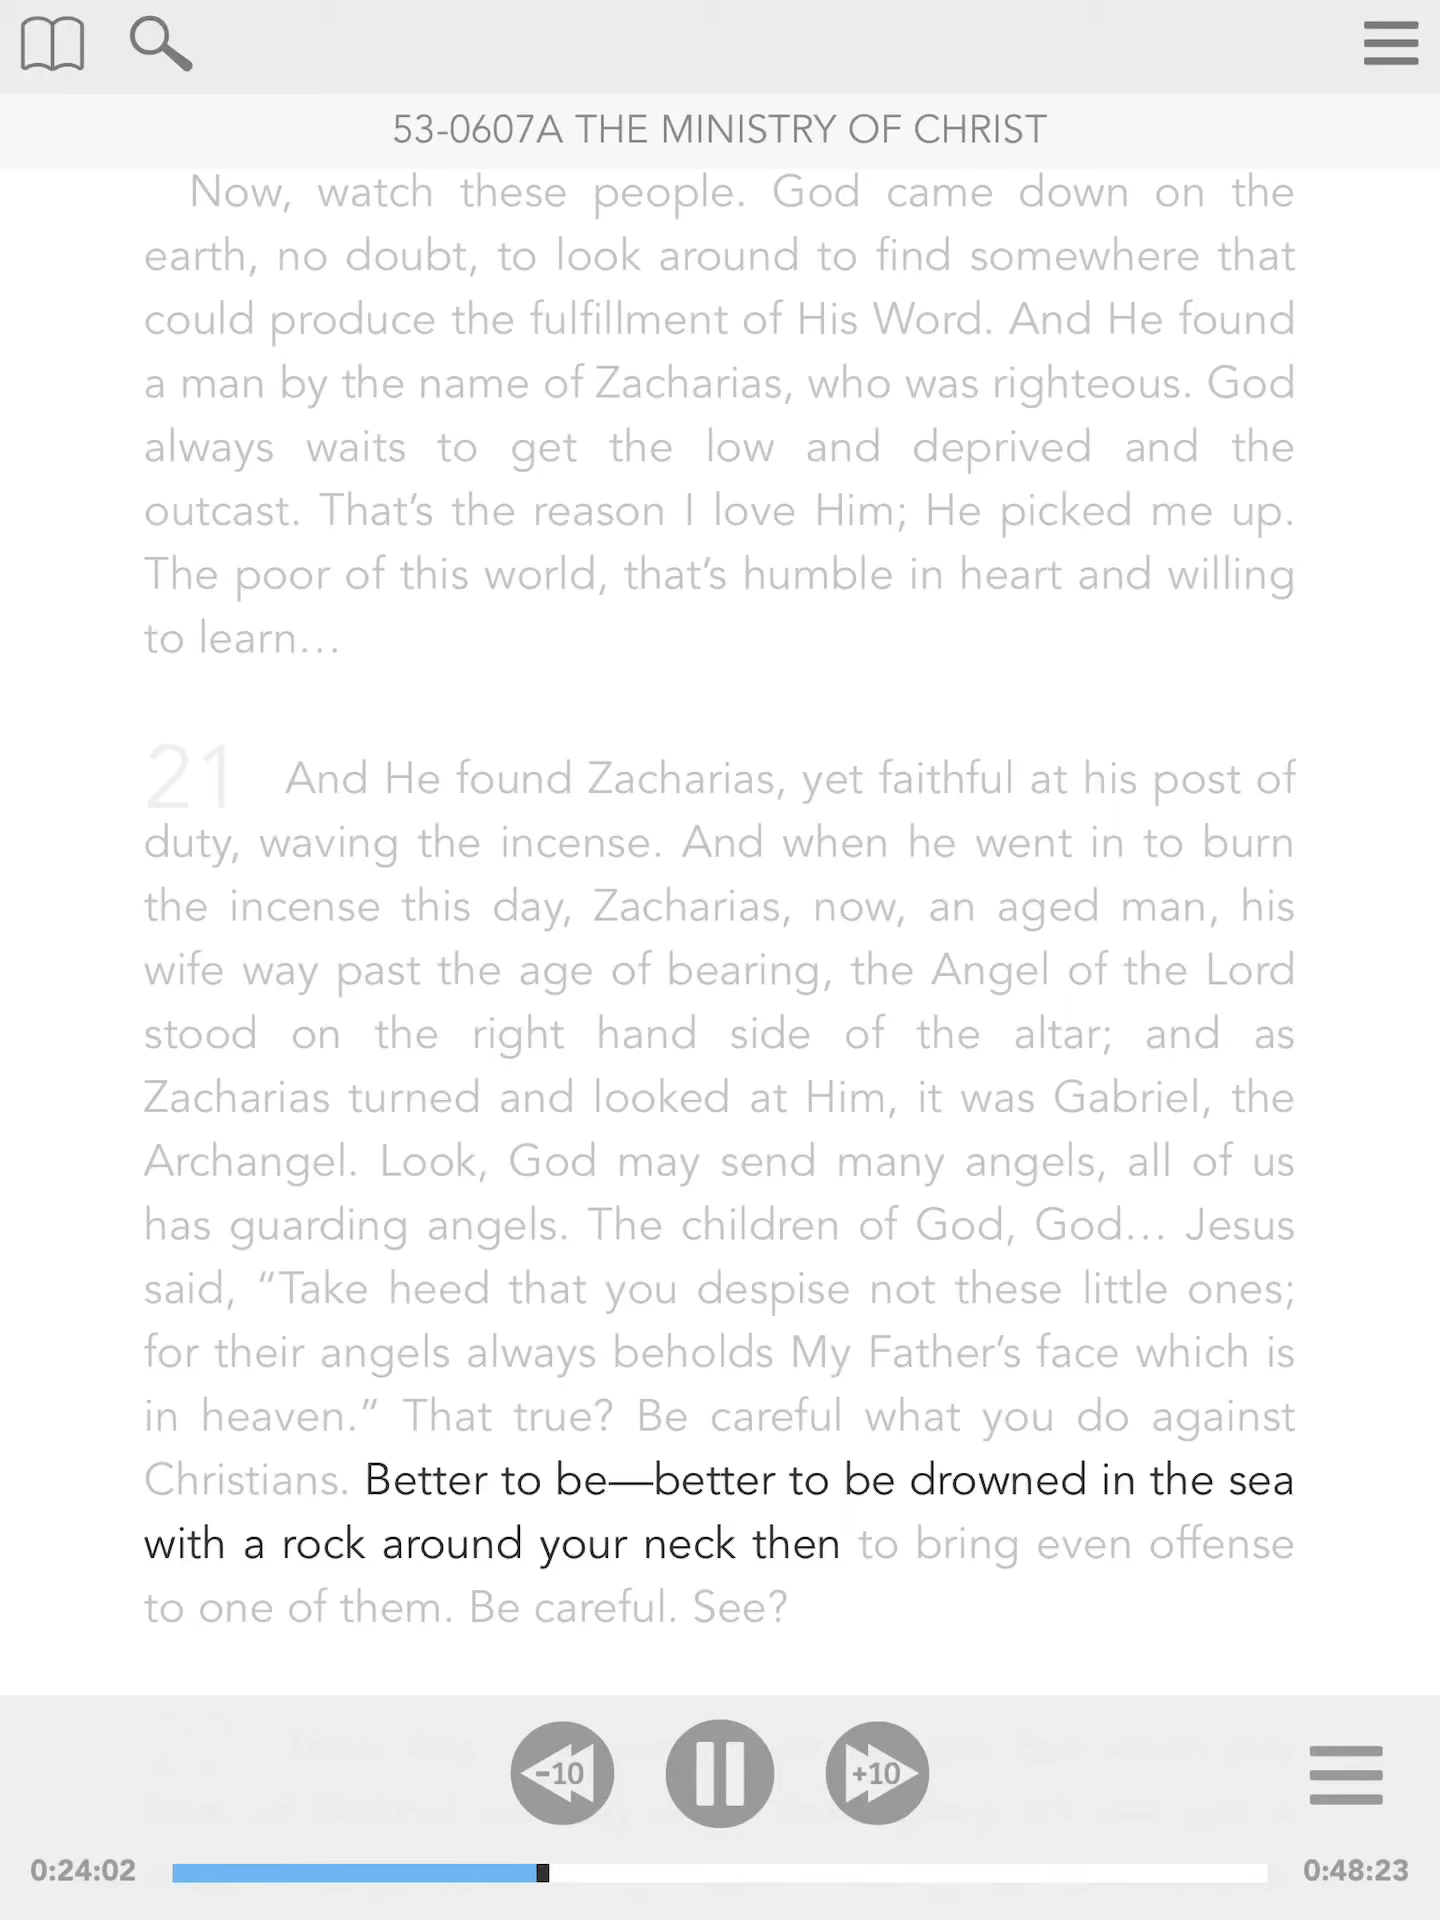 53-0607A THE MINISTRY OF CHRIST
Now, watch these people. God came down on the
earth, no doubt, to look around to find somewhere that
could produce the fulfillment of His Word. And He found
a man by the name of Zacharias, who was righteous. God
always waits to get the low and deprived and the
outcast. That’s the reason I love Him; He picked me up.
The poor of this world, that’s humble in heart and willing
to learn…
21 And He found Zacharias, yet faithful at his post of
duty, waving the incense. And when he went in to burn
the incense this day, Zacharias, now, an aged man, his
wife way past the age of bearing, the Angel of the Lord
stood on the right hand side of the altar; and as
Zacharias turned and looked at Him, it was Gabriel, the
Archangel. Look, God may send many angels, all of us
has guarding angels. The children of God, God… Jesus
said, “Take heed that you despise not these little ones;
for their angels always beholds My Father’s face which is
in heaven.” That true? Be careful what you do against
Christians. Better to be—better to be drowned in the sea
with a rock around your neck then to bring even offense
to one of them. Be careful. See?
-10 +10
0:24:02 0:48:23